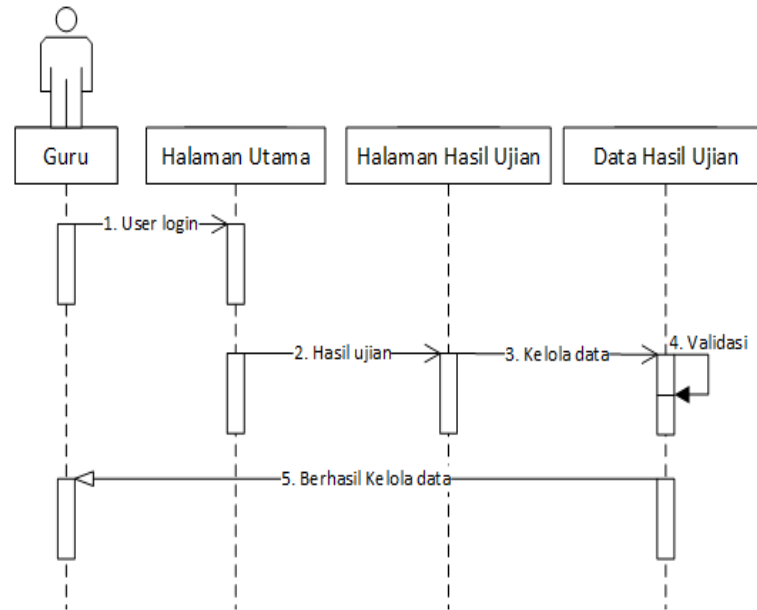 Guru
Halaman Utama
Halaman Hasil Ujian
Data Hasil Ujian
1. User login
2. Hasil ujian
3. Kelola data
4. Validasi
5. Berhasil Kelola data